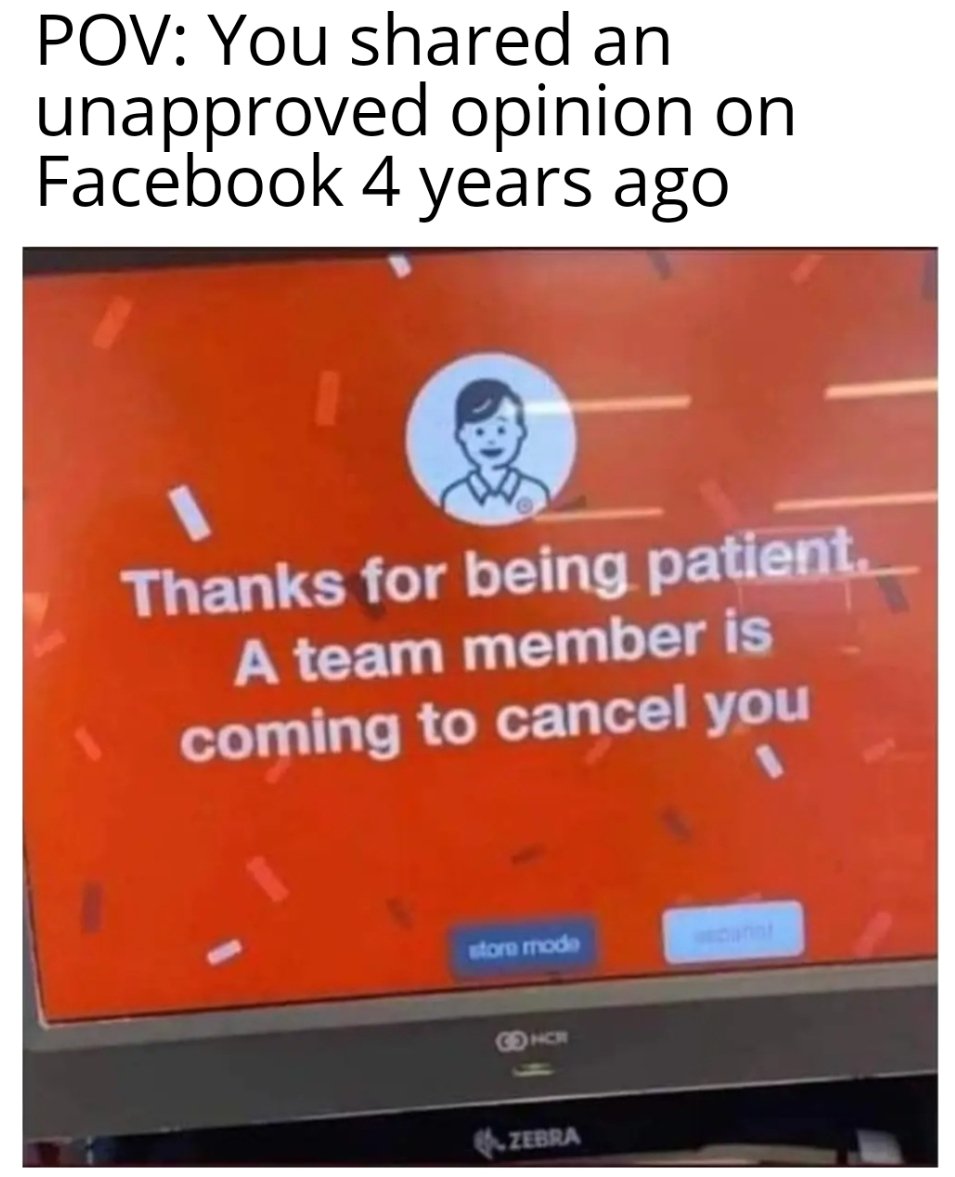 POV: You shared an
unapproved opinion on
Facebook 4 years ago
Thanks for being patient.
A team member is
coming to cancel you
store mode
español
NCR
ZEBRA